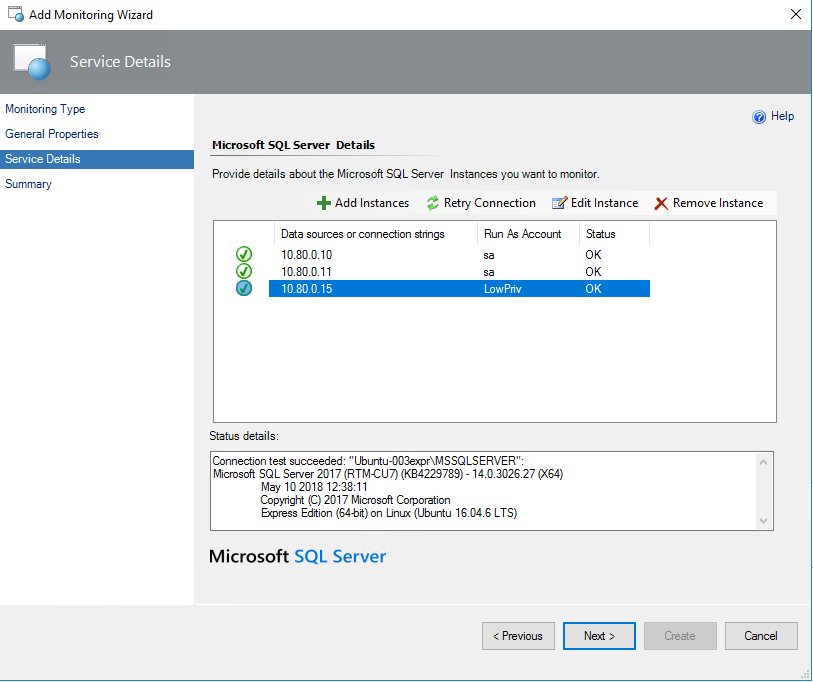 Add Monitoring Wizard
Service Details
Monitoring Type
General Properties
Service Details
Summary
Help
Microsoft SQL Server Details
Provide details about the Microsoft SQL Server Instances you want to monitor.
Add Instances Retry Connection Edit Instance Remove Instance
Data sources or connection strings Run As Account Status
10.80.0.10 sa OK
10.80.0.11 sa OK
10.80.0.15 LowPriv OK
Status details:
Connection test succeeded: "Ubuntu-003expr\MSSQLSERVER":
Microsoft SQL Server 2017 (RTM-CU7) (KB4229789) - 14.0.3026.27 (X64)
May 10 2018 12:38:11
Copyright (C) 2017 Microsoft Corporation
Express Edition (64-bit) on Linux (Ubuntu 16.04.6 LTS)
Microsoft SQL Server
< Previous Next > Create Cancel